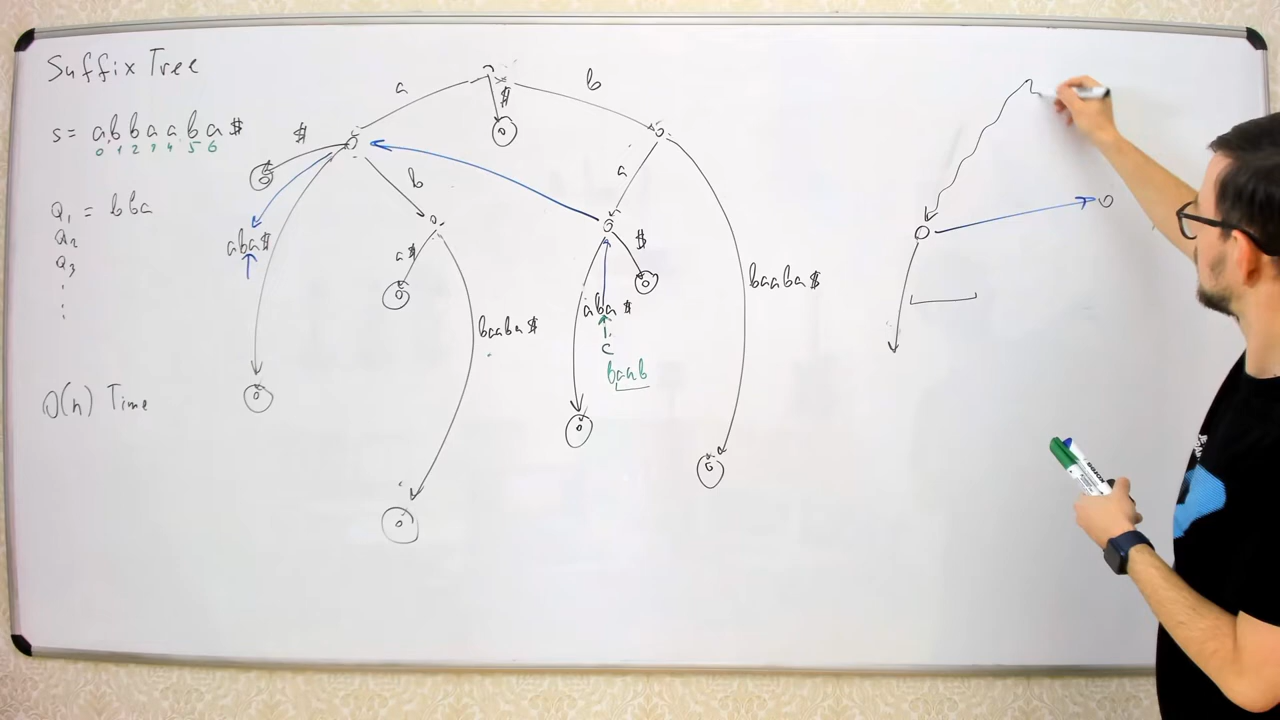 Suffix Tree
s = abbaaba$
0 1 2 3 4 5 6
Q1 = bba
Q2
Q3
O(n) Time
a
$
b
$
b
a
aba$
a$
$
baaba$
aba$
c
baab
baaba$